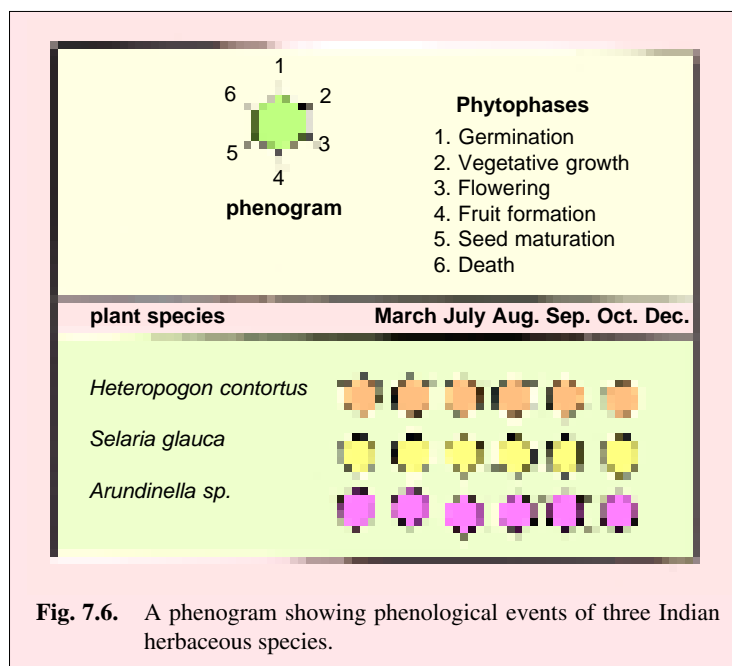 1
6
2
5
3
4
phenogram
Phytophases
1. Germination
2. Vegetative growth
3. Flowering
4. Fruit formation
5. Seed maturation
6. Death
plant species March July Aug. Sep. Oct. Dec.
Heteropogon contortus
Selaria glauca
Arundinella sp.
Fig. 7.6. A phenogram showing phenological events of three Indian
herbaceous species.